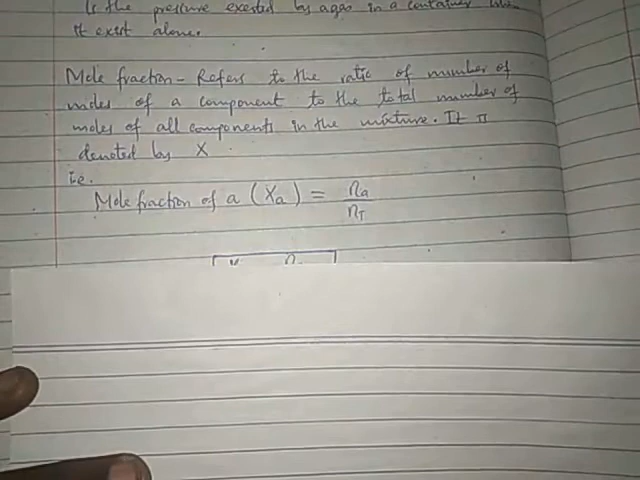 Is the pressure exerted by a gas in a container when
it exist alone.
Mole fraction - Refers to the ratio of number of
moles of a component to the total number of
moles of all components in the mixture. It is
denoted by X
i.e.
Mole fraction of a (Xa) = na/nT